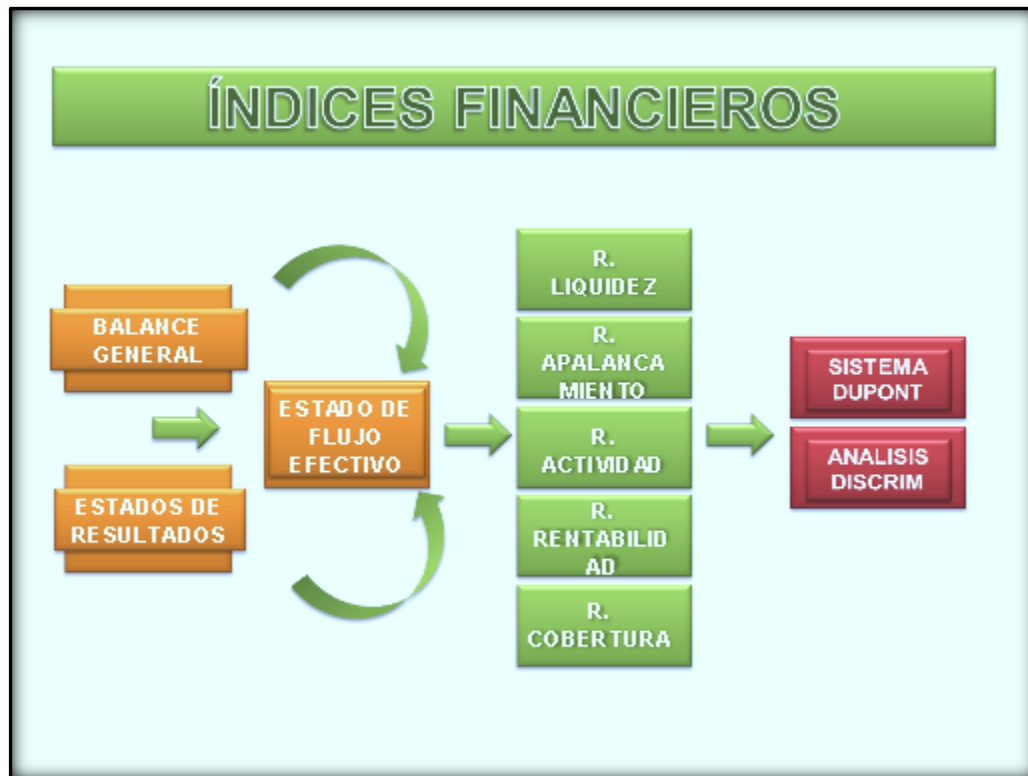 ÍNDICES FINANCIEROS
BALANCE
GENERAL
ESTADOS DE
RESULTADOS
ESTADO DE
FLUJO
EFECTIVO
R.
LIQUIDEZ
R.
APALANCA
MIENTO
R.
ACTIVIDAD
R.
RENTABILID
AD
R.
COBERTURA
SISTEMA
DUPONT
ANALISIS
DISCRIM